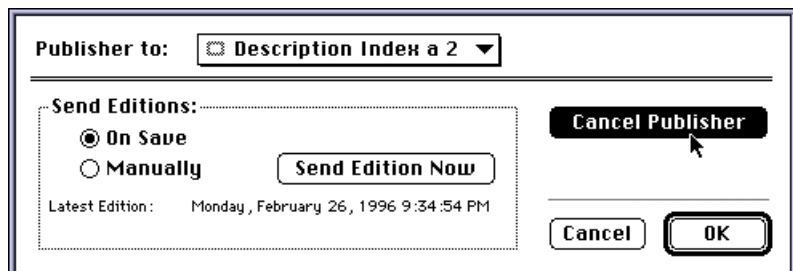 Publisher to: Description Index a 2
Send Editions:
On Save
Cancel Publisher
Manually
Send Edition Now
Latest Edition: Monday, February 26, 1996 9:34:54 PM
Cancel
OK